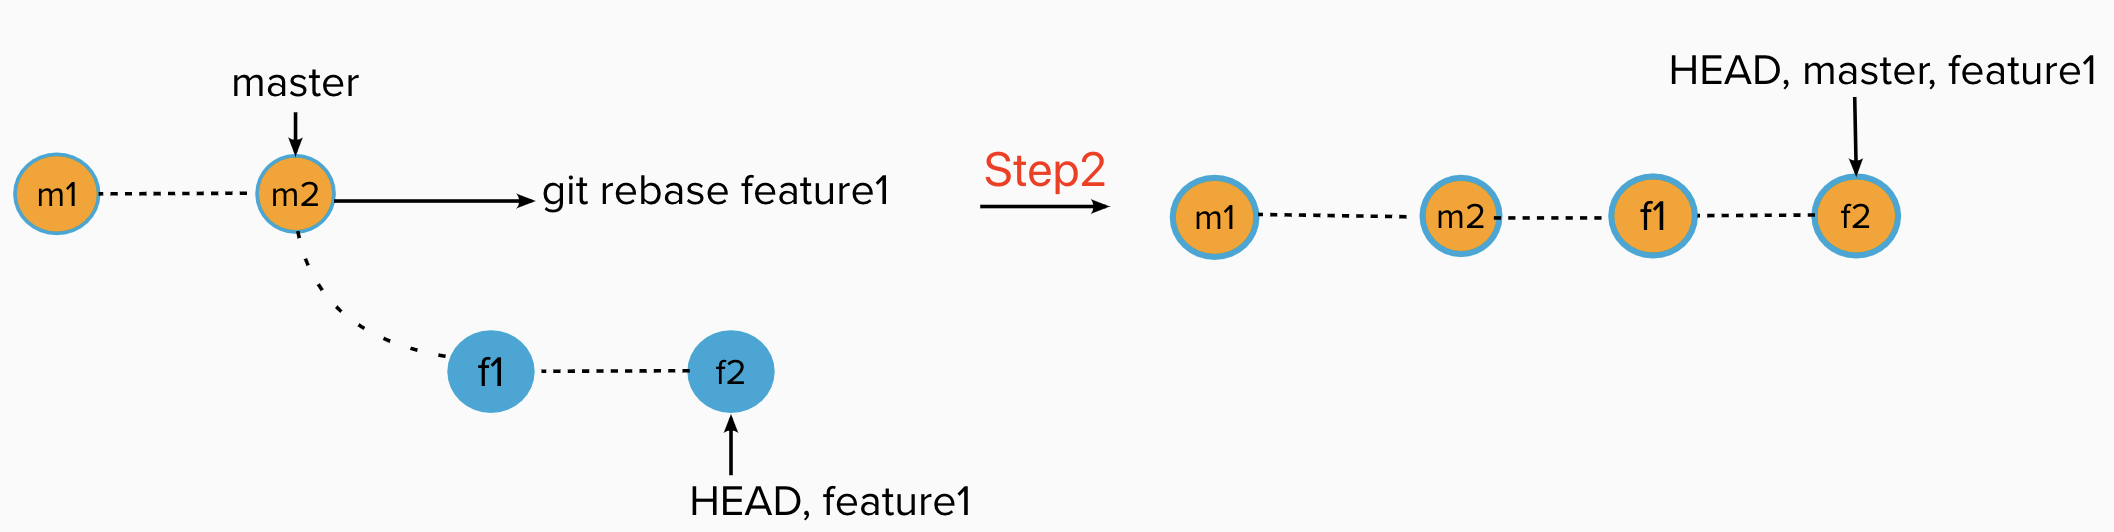 master
m1
m2
git rebase feature1
f1
f2
HEAD, feature1
Step2
HEAD, master, feature1
m1
m2
f1
f2